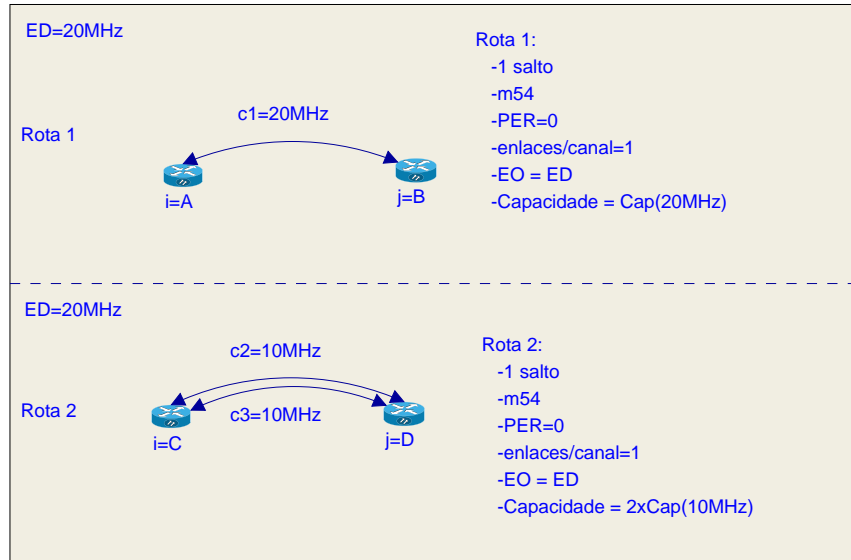 ED=20MHz
Rota 1
c1=20MHz
i=A
j=B
Rota 1:
-1 salto
-m54
-PER=0
-enlaces/canal=1
-EO = ED
-Capacidade = Cap(20MHz)
ED=20MHz
Rota 2
c2=10MHz
c3=10MHz
i=C
j=D
Rota 2:
-1 salto
-m54
-PER=0
-enlaces/canal=1
-EO = ED
-Capacidade = 2xCap(10MHz)